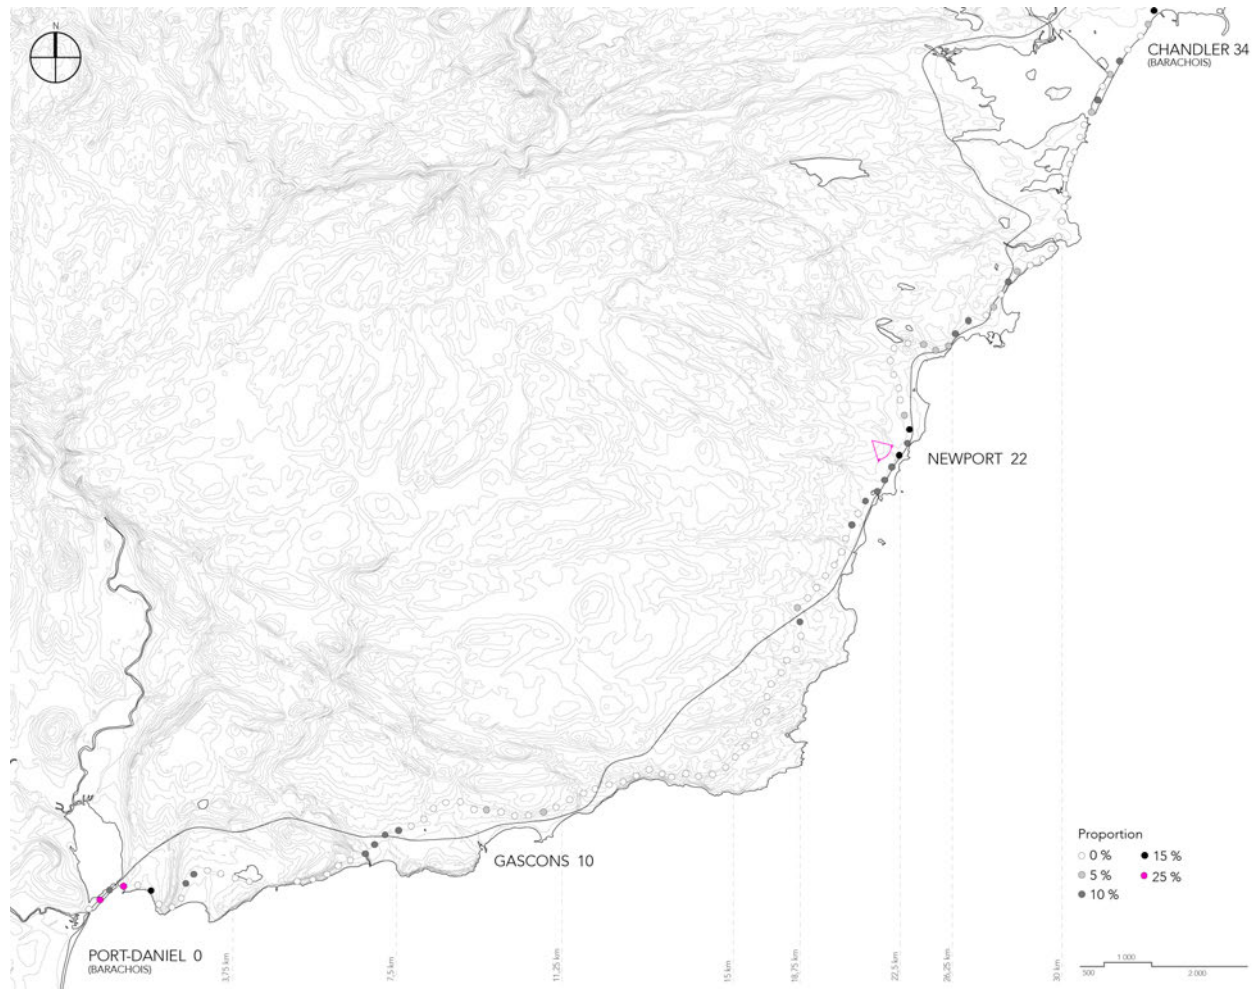 N
CHANDLER 34
(BARACHOIS)
NEWPORT 22
GASCONS 10
PORT-DANIEL 0
(BARACHOIS)
3,75 km
7,5 km
11,25 km
15 km
18,75 km
22,5 km
26,25 km
30 km
Proportion
0 %
15 %
5 %
25 %
10 %
1 000
500
2 000